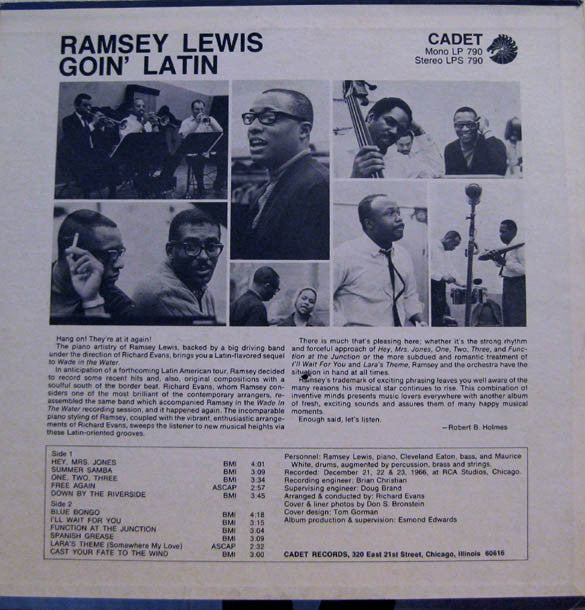 RAMSEY LEWIS
GOIN' LATIN
CADET
Mono LP 790
Stereo LPS 790
Hang on! They're at it again!
The piano artistry of Ramsey Lewis, backed by a big driving band
under the direction of Richard Evans, brings you a Latin-flavored sequel
to Wade in the Water.
In anticipation of a forthcoming Latin American tour, Ramsey decided
to record some recent hits and, also, original compositions with a
soulful south of the border beat. Richard Evans, whom Ramsey con-
siders one of the most brilliant of the contemporary arrangers, re-
assembled the same band which accompanied Ramsey in the Wade In
The Water recording session, and it happened again. The incomparable
piano styling of Ramsey, coupled with the vibrant, enthusiastic arrange-
ments of Richard Evans, sweeps the listener to new musical heights via
these Latin-oriented grooves.
There is much that's pleasing here; whether it's the strong rhythm
and forceful approach of Hey, Mrs. Jones, One, Two, Three, and Func-
tion at the Junction or the more subdued and romantic treatment of
I'll Wait For You and Lara's Theme, Ramsey and the orchestra have the
situation in hand at all times.
Ramsey's trademark of exciting phrasing leaves you well aware of the
many reasons his musical star continues to rise. This combination of
inventive minds presents music lovers everywhere with another album
of fresh, exciting sounds and assures them of many happy musical
moments.
Enough said, let's listen.
—Robert B. Holmes
Side 1
HEY, MRS. JONES BMI 4:01
SUMMER SAMBA BMI 3:09
ONE, TWO, THREE BMI 3:34
FREE AGAIN ASCAP 2:57
DOWN BY THE RIVERSIDE BMI 3:45
Side 2
BLUE BONGO BMI 4:18
I'LL WAIT FOR YOU BMI 3:15
FUNCTION AT THE JUNCTION BMI 3:04
SPANISH GREASE BMI 3:09
LARA'S THEME (Somewhere My Love) ASCAP 2:32
CAST YOUR FATE TO THE WIND BMI 3:00
Personnel: Ramsey Lewis, piano, Cleveland Eaton, bass, and Maurice
White, drums, augmented by percussion, brass and strings.
Recorded: December 21, 22 & 23, 1966, at RCA Studios, Chicago.
Recording engineer: Brian Christian
Supervising engineer: Doug Brand
Arranged & conducted by: Richard Evans
Cover & liner photos by Don S. Bronstein
Cover design: Tom Gorman
Album production & supervision: Esmond Edwards
CADET RECORDS, 320 East 21st Street, Chicago, Illinois 60616